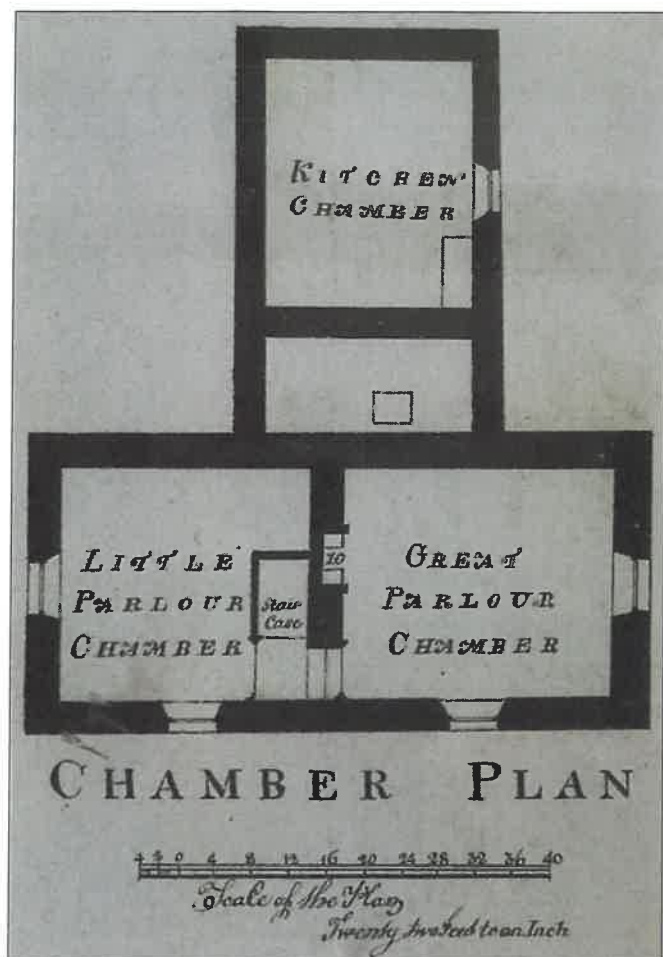 KITCHEN
CHAMBER
LITTLE
PARLOUR
CHAMBER
Stair
Case
10
GREAT
PARLOUR
CHAMBER
CHAMBER PLAN
4 2 0 4 8 12 16 20 24 28 32 36 40
Scale of the Plan
Twenty two feet to an Inch